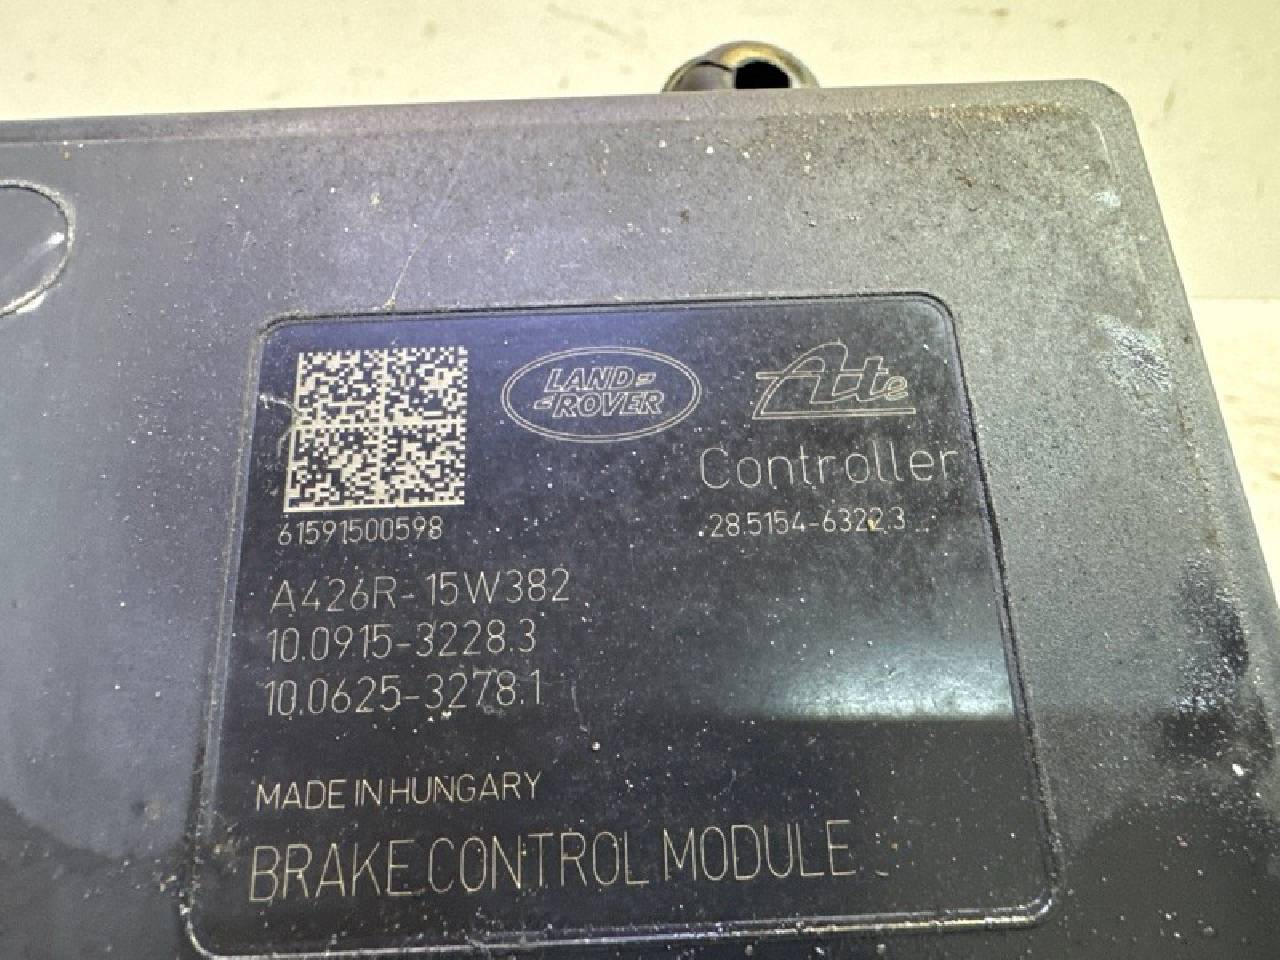 LAND-
-ROVER
Ate
Controller
28.5154-6322.3
61591500598
A426R-15W382
10.0915-3228.3
10.0625-3278.1
MADE IN HUNGARY
BRAKE CONTROL MODULE